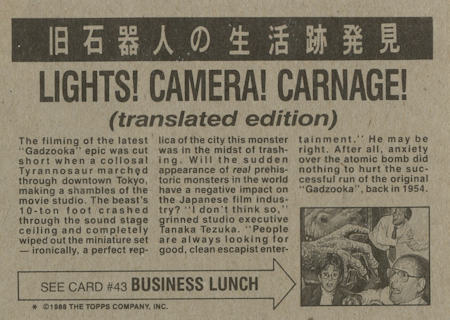 旧石器人の生活跡発見
LIGHTS! CAMERA! CARNAGE!
(translated edition)
The filming of the latest
"Gadzooka" epic was cut
short when a collosal
Tyrannosaur marched
through downtown Tokyo,
making a shambles of the
movie studio. The beast's
10-ton foot crashed
through the sound stage
ceiling and completely
wiped out the miniature set
— ironically, a perfect rep-
lica of the city this monster
was in the midst of trash-
ing. Will the sudden
appearance of real prehis-
toric monsters in the world
have a negative impact on
the Japanese film indus-
try? "I don't think so,"
grinned studio executive
Tanaka Tezuka. "People
are always looking for
good, clean escapist enter-
tainment." He may be
right. After all, anxiety
over the atomic bomb did
nothing to hurt the suc-
cessful run of the original
"Gadzooka", back in 1954.
SEE CARD #43 BUSINESS LUNCH
* ©1988 THE TOPPS COMPANY, INC.